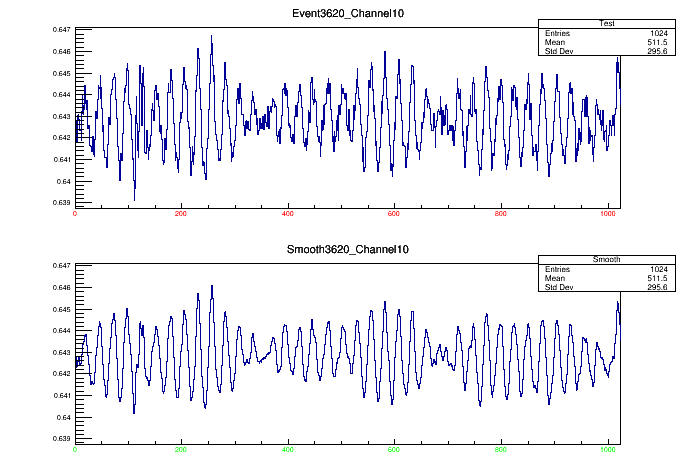 Event3620_Channel10
Test
Entries 1024
Mean 511.5
Std Dev 295.6
0.647
0.646
0.645
0.644
0.643
0.642
0.641
0.64
0.639
0 200 400 600 800 1000
Smooth3620_Channel10
Smooth
Entries 1024
Mean 511.5
Std Dev 295.6
0.647
0.646
0.645
0.644
0.643
0.642
0.641
0.64
0.639
0 200 400 600 800 1000